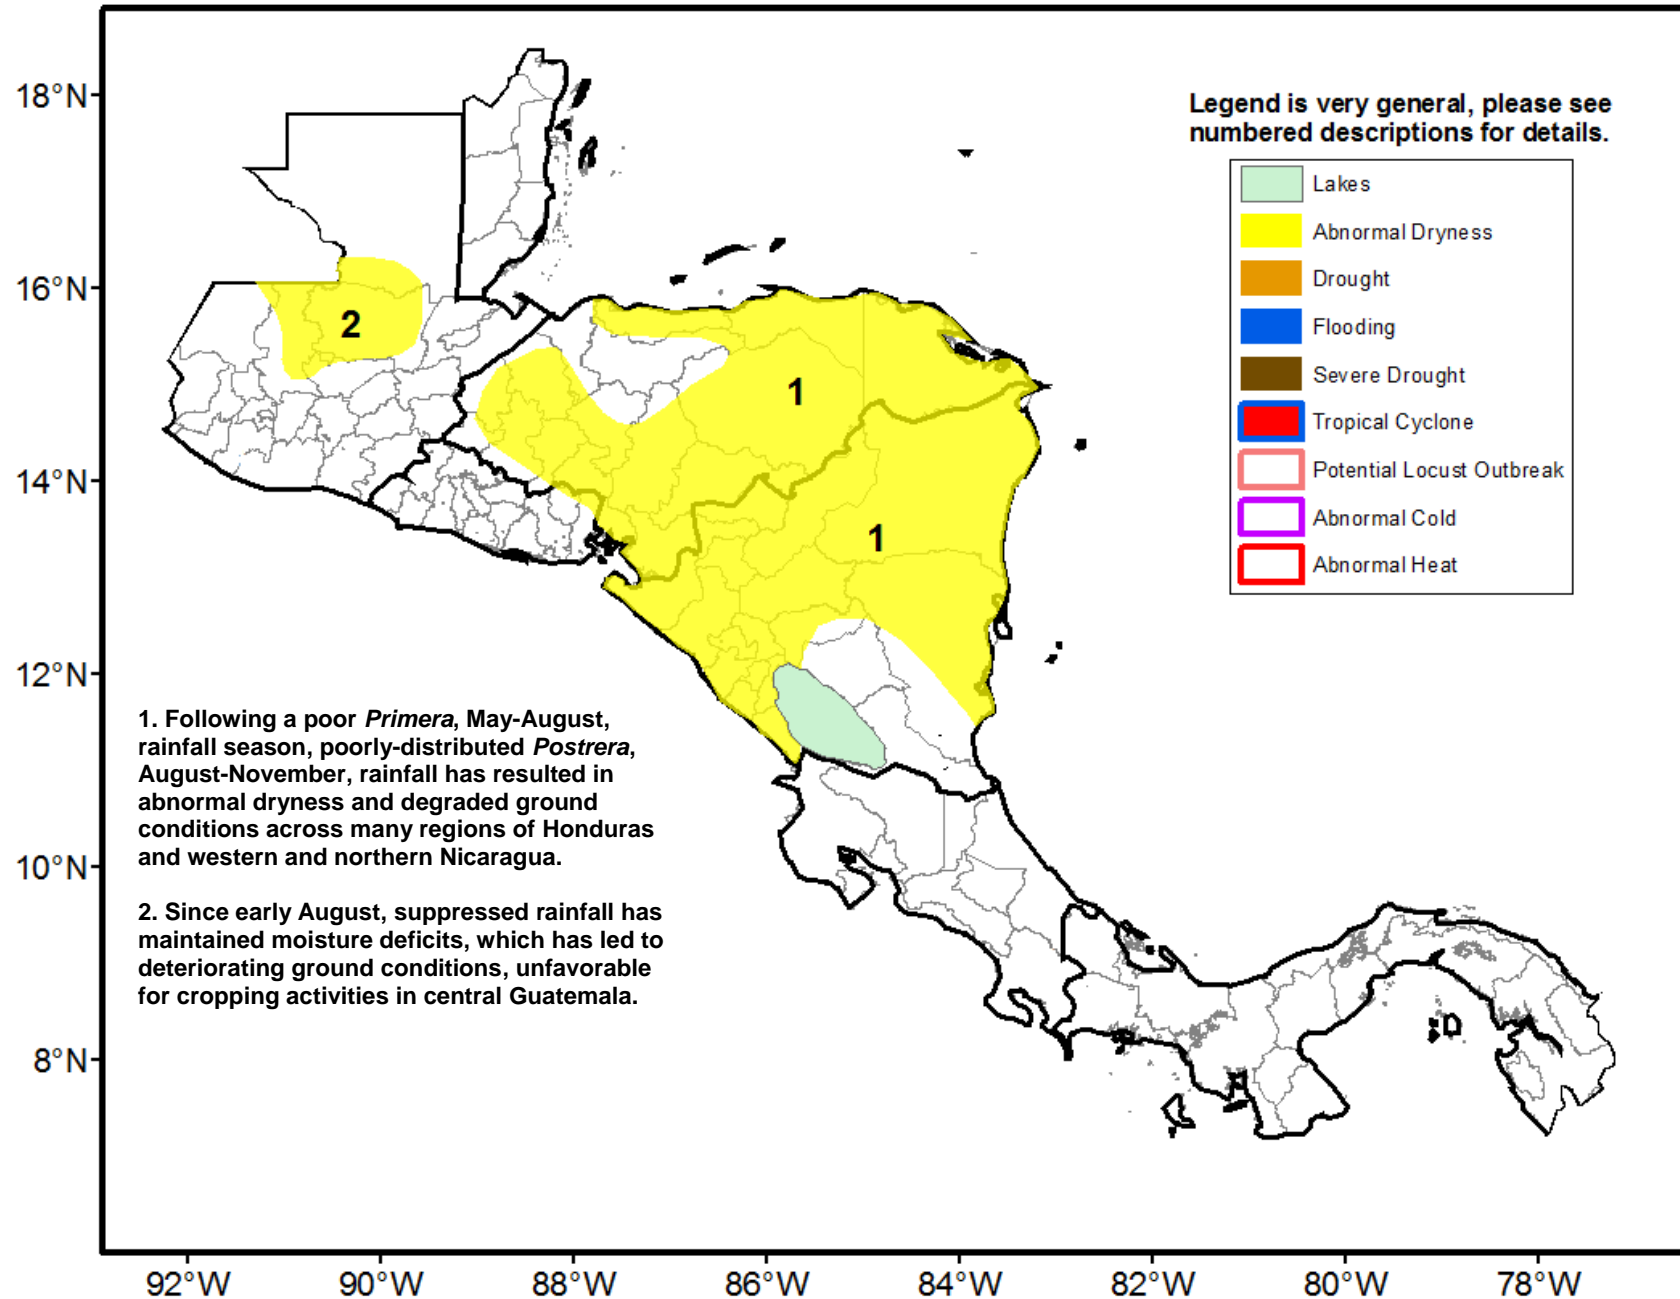 18°N
16°N
14°N
12°N
10°N
8°N
Legend is very general, please see
numbered descriptions for details.
Lakes
Abnormal Dryness
Drought
Flooding
Severe Drought
Tropical Cyclone
Potential Locust Outbreak
Abnormal Cold
Abnormal Heat
2
1
1
1. Following a poor Primera, May-August,
rainfall season, poorly-distributed Postrera,
August-November, rainfall has resulted in
abnormal dryness and degraded ground
conditions across many regions of Honduras
and western and northern Nicaragua.
2. Since early August, suppressed rainfall has
maintained moisture deficits, which has led to
deteriorating ground conditions, unfavorable
for cropping activities in central Guatemala.
92°W 90°W 88°W 86°W 84°W 82°W 80°W 78°W